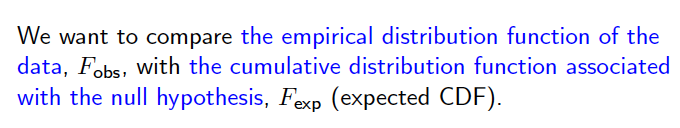 We want to compare the empirical distribution function of the
data, F_obs, with the cumulative distribution function associated
with the null hypothesis, F_exp (expected CDF).